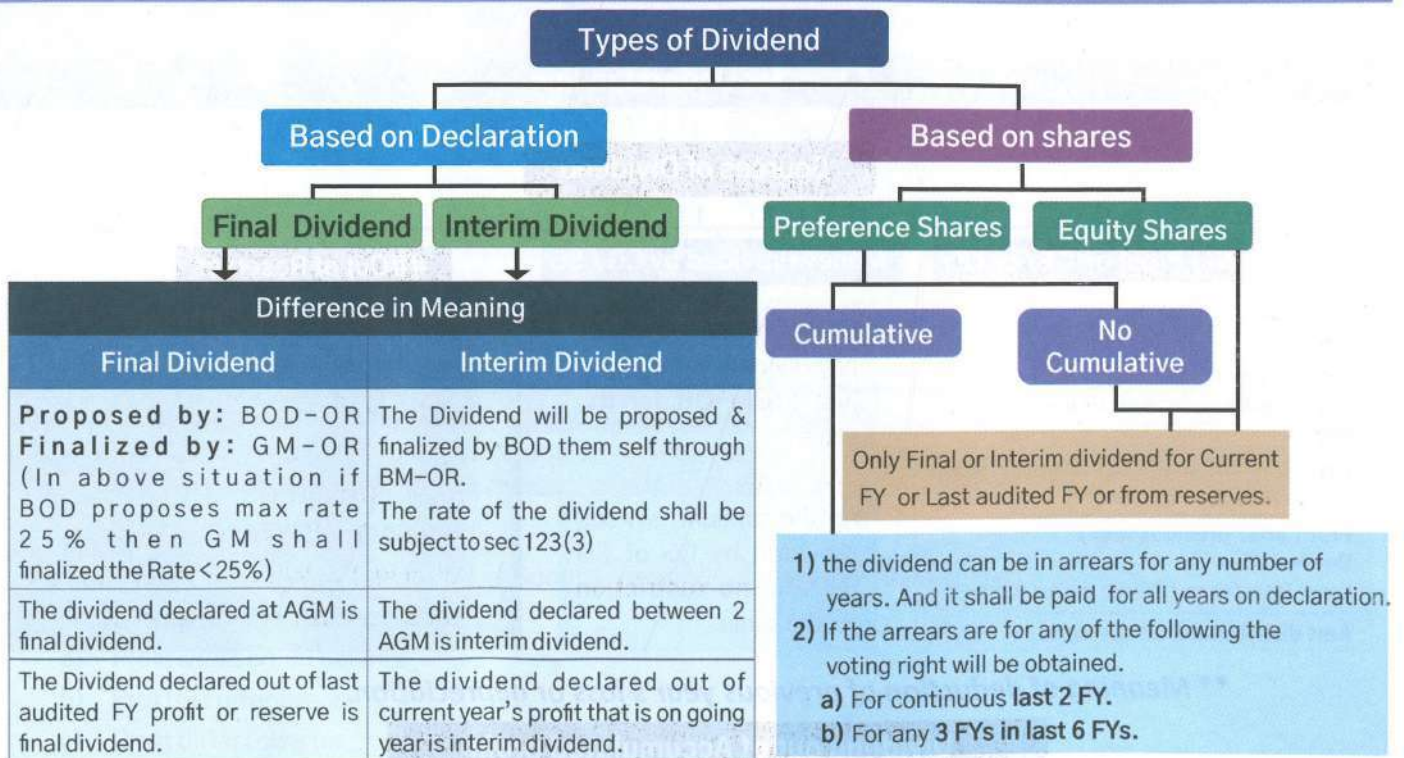 Types of Dividend
Based on Declaration
Based on shares
Final Dividend
Interim Dividend
Preference Shares
Equity Shares
Difference in Meaning
Final Dividend
Interim Dividend
Proposed by: BOD-OR
Finalized by: GM-OR
(In above situation if
BOD proposes max rate
25% then GM shall
finalized the Rate <25%)
The Dividend will be proposed &
finalized by BOD them self through
BM-OR.
The rate of the dividend shall be
subject to sec 123(3)
The dividend declared at AGM is
final dividend.
The dividend declared between 2
AGM is interim dividend.
The Dividend declared out of last
audited FY profit or reserve is
final dividend.
The dividend declared out of
current year's profit that is on going
year is interim dividend.
Cumulative
No
Cumulative
Only Final or Interim dividend for Current
FY or Last audited FY or from reserves.
1) the dividend can be in arrears for any number of
years. And it shall be paid for all years on declaration.
2) If the arrears are for any of the following the
voting right will be obtained.
a) For continuous last 2 FY.
b) For any 3 FYs in last 6 FYs.